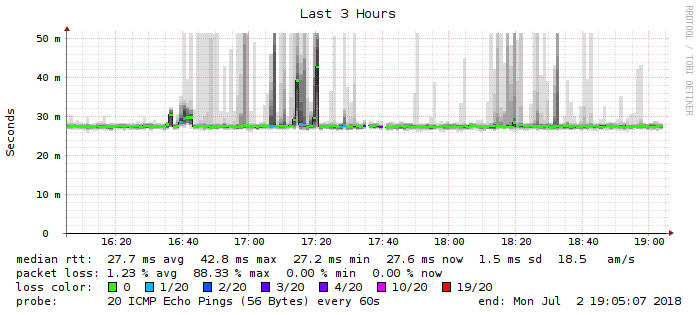 Last 3 Hours
RRDTOOL / TOBI OETIKER
Seconds
50 m
40 m
30 m
20 m
10 m
0
16:20 16:40 17:00 17:20 17:40 18:00 18:20 18:40 19:00
median rtt: 27.7 ms avg 42.8 ms max 27.2 ms min 27.6 ms now 1.5 ms sd 18.5 am/s
packet loss: 1.23 % avg 88.33 % max 0.00 % min 0.00 % now
loss color: 0 1/20 2/20 3/20 4/20 10/20 19/20
probe: 20 ICMP Echo Pings (56 Bytes) every 60s end: Mon Jul 2 19:05:07 2018